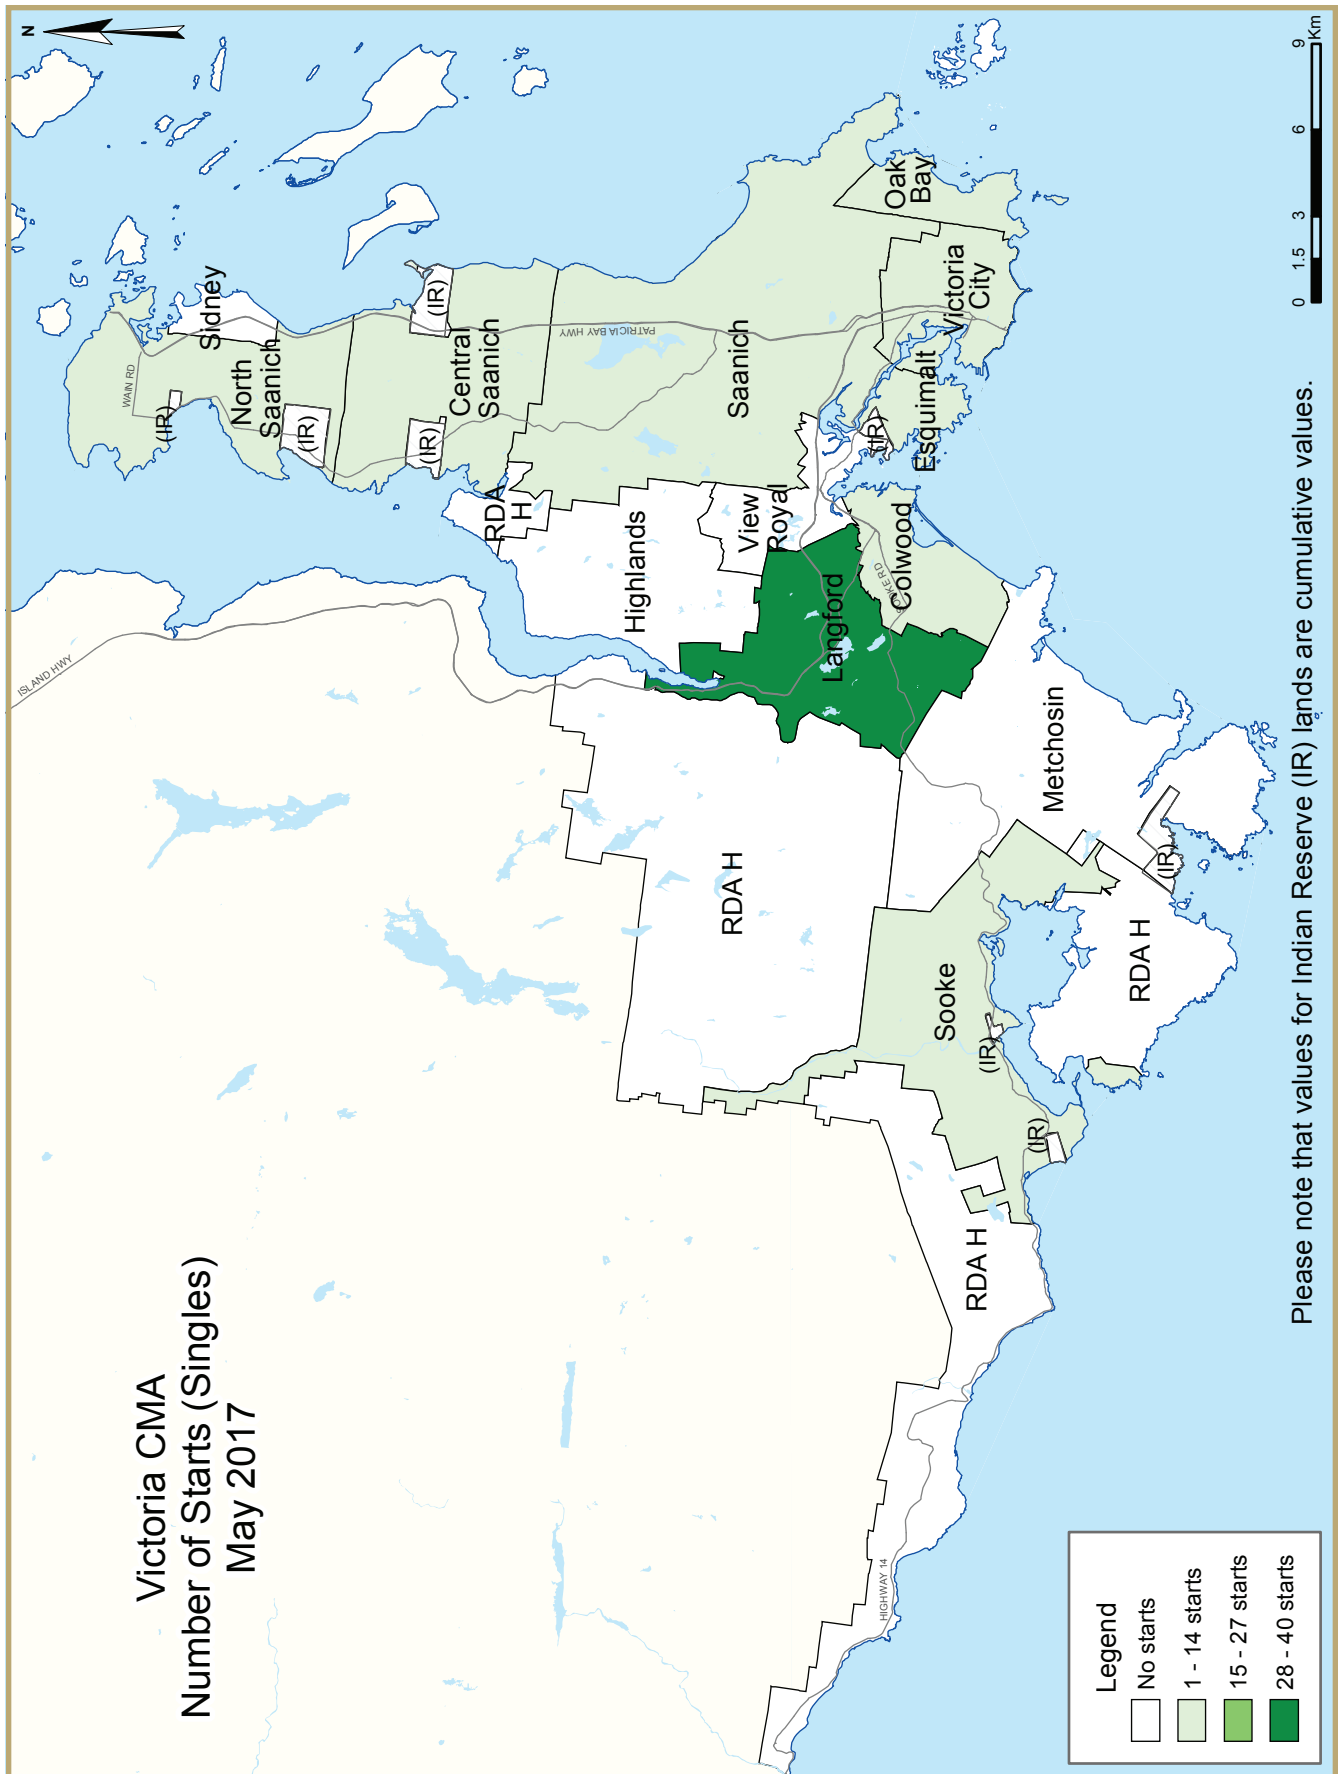 Victoria CMA
Number of Starts (Singles)
May 2017
N
ISLAND HWY
WAIN RD
(IR)
Sidney
North
Saanich
(IR)
(IR)
Central
Saanich
(IR)
PATRICIA BAY HWY
RDA
H
Highlands
View
Royal
Saanich
Oak
Bay
Victoria
City
Esquimalt
(IR)
Langford
Colwood
SOOKE RD
RDA H
Metchosin
(IR)
Sooke
(IR)
(IR)
RDA H
RDA H
HIGHWAY 14
Legend
No starts
1 - 14 starts
15 - 27 starts
28 - 40 starts
Please note that values for Indian Reserve (IR) lands are cumulative values.
0 1.5 3 6 9
Km